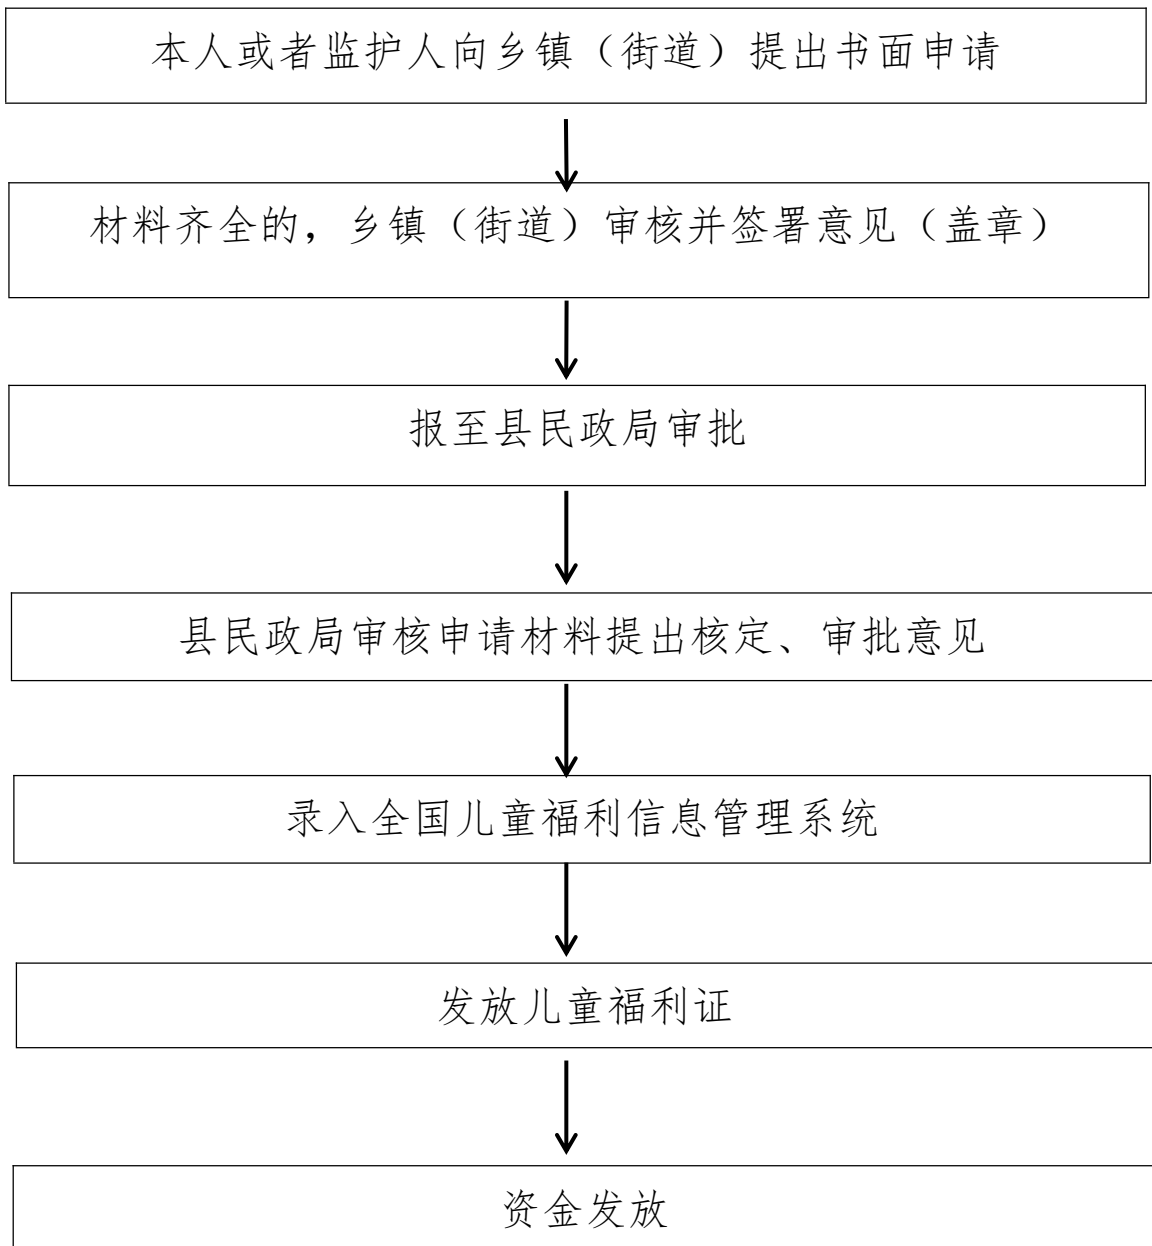 本人或者监护人向乡镇（街道）提出书面申请
材料齐全的，乡镇（街道）审核并签署意见（盖章）
报至县民政局审批
县民政局审核申请材料提出核定、审批意见
录入全国儿童福利信息管理系统
发放儿童福利证
资金发放